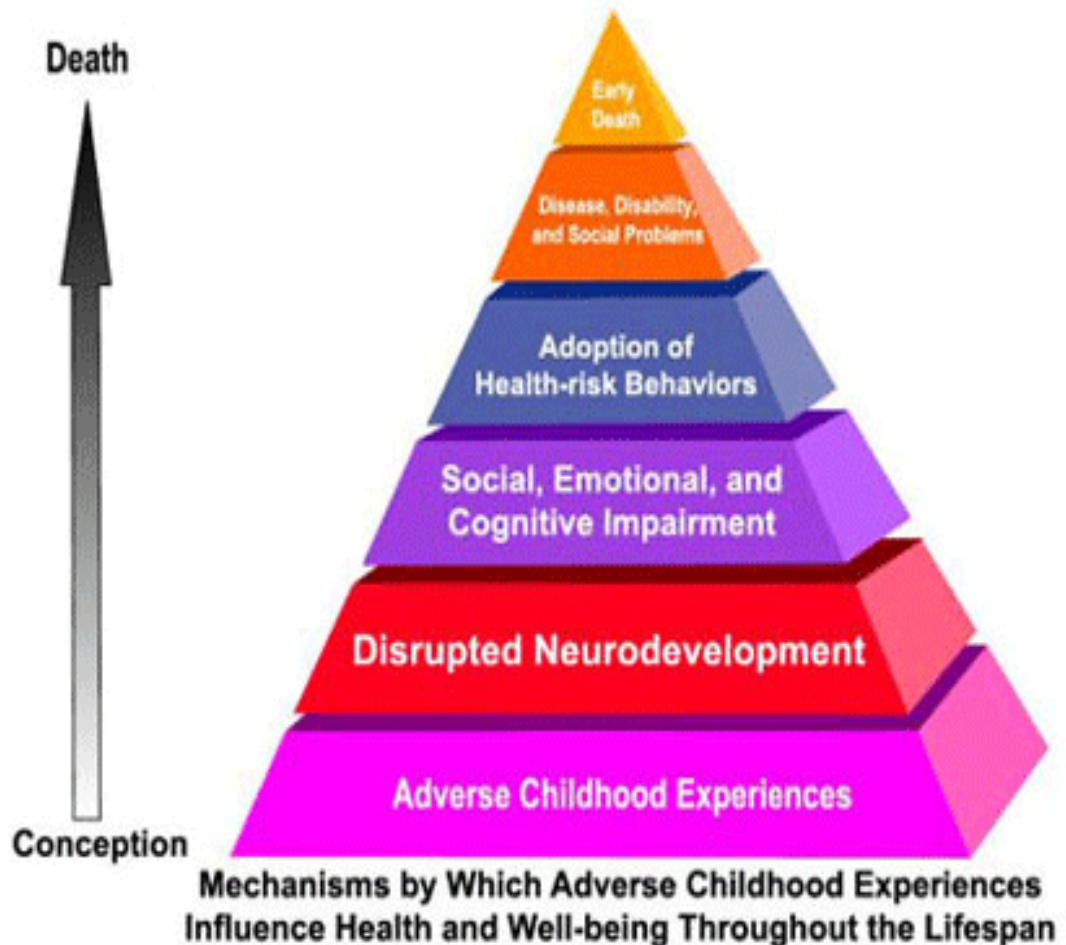 Death
Early
Death
Disease, Disability,
and Social Problems
Adoption of
Health-risk Behaviors
Social, Emotional, and
Cognitive Impairment
Disrupted Neurodevelopment
Adverse Childhood Experiences
Conception
Mechanisms by Which Adverse Childhood Experiences
Influence Health and Well-being Throughout the Lifespan